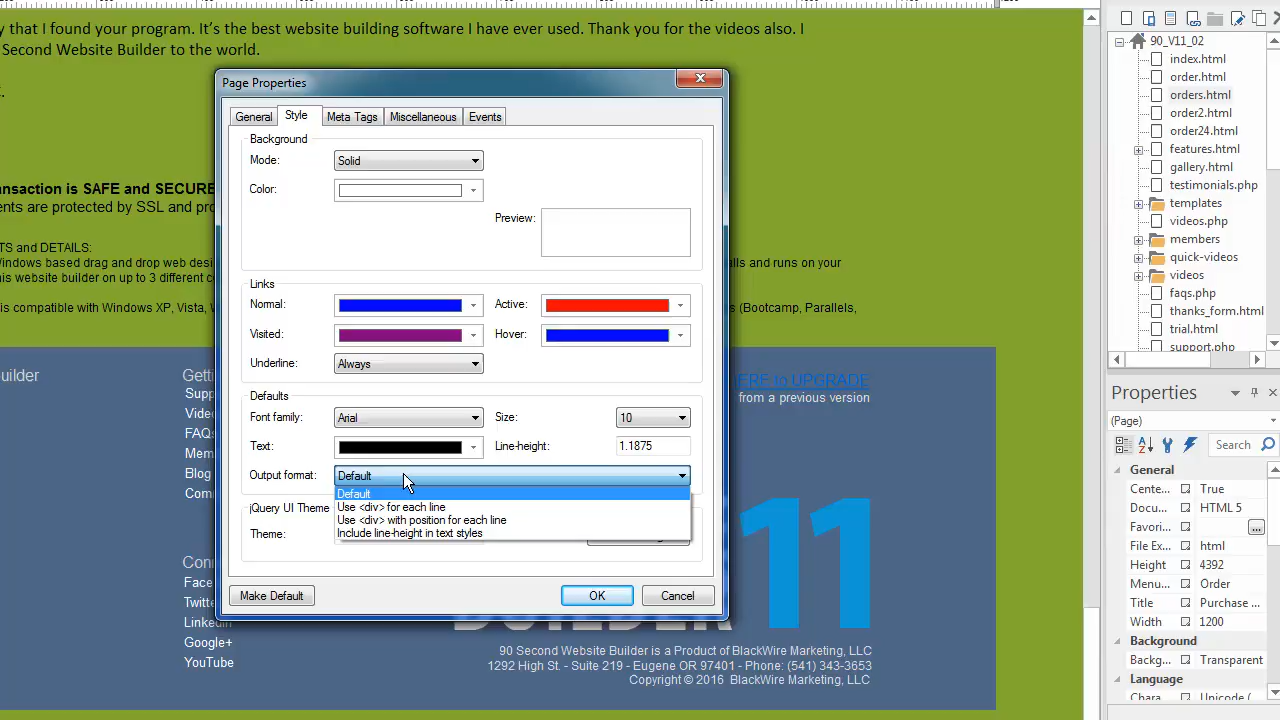 y that I found your program. It's the best website building software I have ever used. Thank you for the videos also. I
Second Website Builder to the world.
ansaction is SAFE and SECURE
ents are protected by SSL and pro
TS and DETAILS:
Windows based drag and drop web desi
alls and runs on your
his website builder on up to 3 different c
is compatible with Windows XP, Vista, W
(Bootcamp, Parallels,
Page Properties
General
Style
Meta Tags
Miscellaneous
Events
Background
Mode:
Solid
Color:
Preview:
Links
Normal:
Active:
Visited:
Hover:
Underline:
Always
Defaults
Font family:
Arial
Size:
10
Text:
Line-height:
1.1875
Output format:
Default
Default
Use <div> for each line
Use <div> with position for each line
Include line-height in text styles
jQuery UI Theme
Theme:
Make Default
OK
Cancel
uilder
Getti
Supp
Video
FAQs
Mem
Blog
Com
Conn
Face
Twitte
LinkedIn
Google+
YouTube
HERE to UPGRADE
from a previous version
BUILDER 11
90 Second Website Builder is a Product of BlackWire Marketing, LLC
1292 High St. - Suite 219 - Eugene OR 97401 - Phone: (541) 343-3653
Copyright © 2016 BlackWire Marketing, LLC
90_V11_02
index.html
order.html
orders.html
order2.html
order24.html
features.html
gallery.html
testimonials.php
templates
videos.php
members
quick-videos
videos
faqs.php
thanks_form.html
trial.html
support.php
Properties
(Page)
Search
General
Cente... True
Docu... HTML 5
Favori...
File Ex... html
Height 4392
Menu... Order
Title Purchase ...
Width 1200
Background
Backg... Transparent
Language
Chara... Unicode (